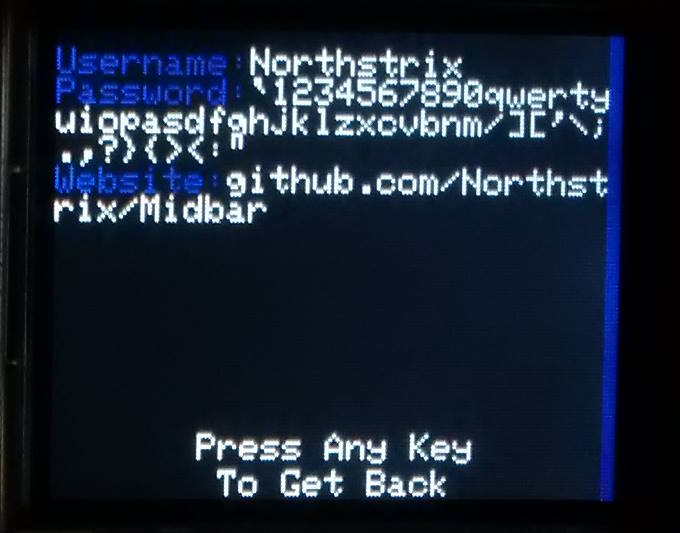 Username:Northstrix
Password:`1234567890qwerty
uiopasdfghjklzxcvbnm/][‘\;
.,?){><:"
Website:github.com/Northst
rix/Midbar
Press Any Key
To Get Back